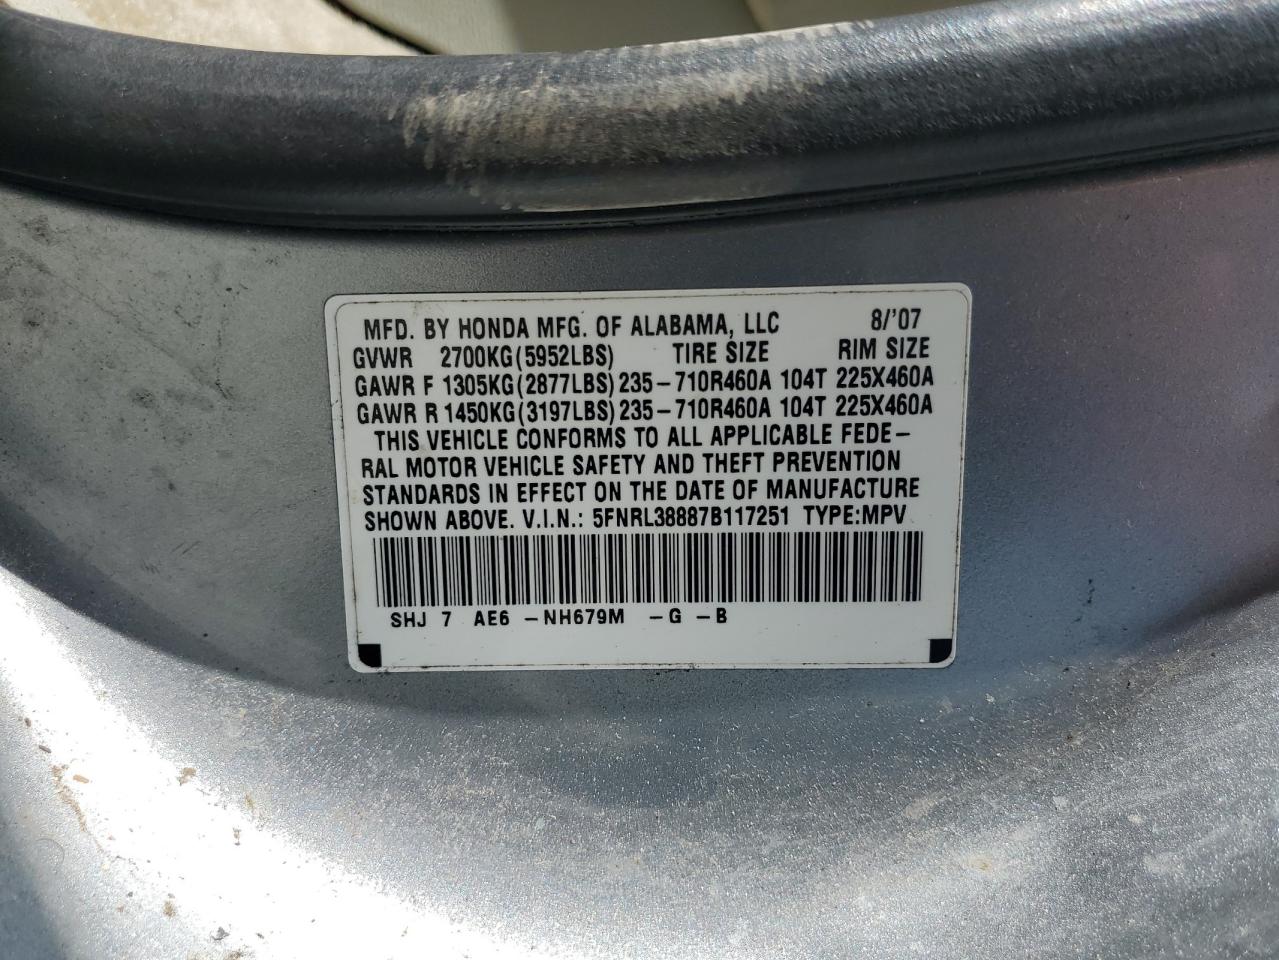 MFD. BY HONDA MFG. OF ALABAMA, LLC 8/'07
GVWR 2700KG(5952LBS) TIRE SIZE RIM SIZE
GAWR F 1305KG(2877LBS) 235-710R460A 104T 225X460A
GAWR R 1450KG(3197LBS) 235-710R460A 104T 225X460A
THIS VEHICLE CONFORMS TO ALL APPLICABLE FEDE-
RAL MOTOR VEHICLE SAFETY AND THEFT PREVENTION
STANDARDS IN EFFECT ON THE DATE OF MANUFACTURE
SHOWN ABOVE. V.I.N.: 5FNRL38887B117251 TYPE:MPV
SHJ 7 AE6 -NH679M -G -B